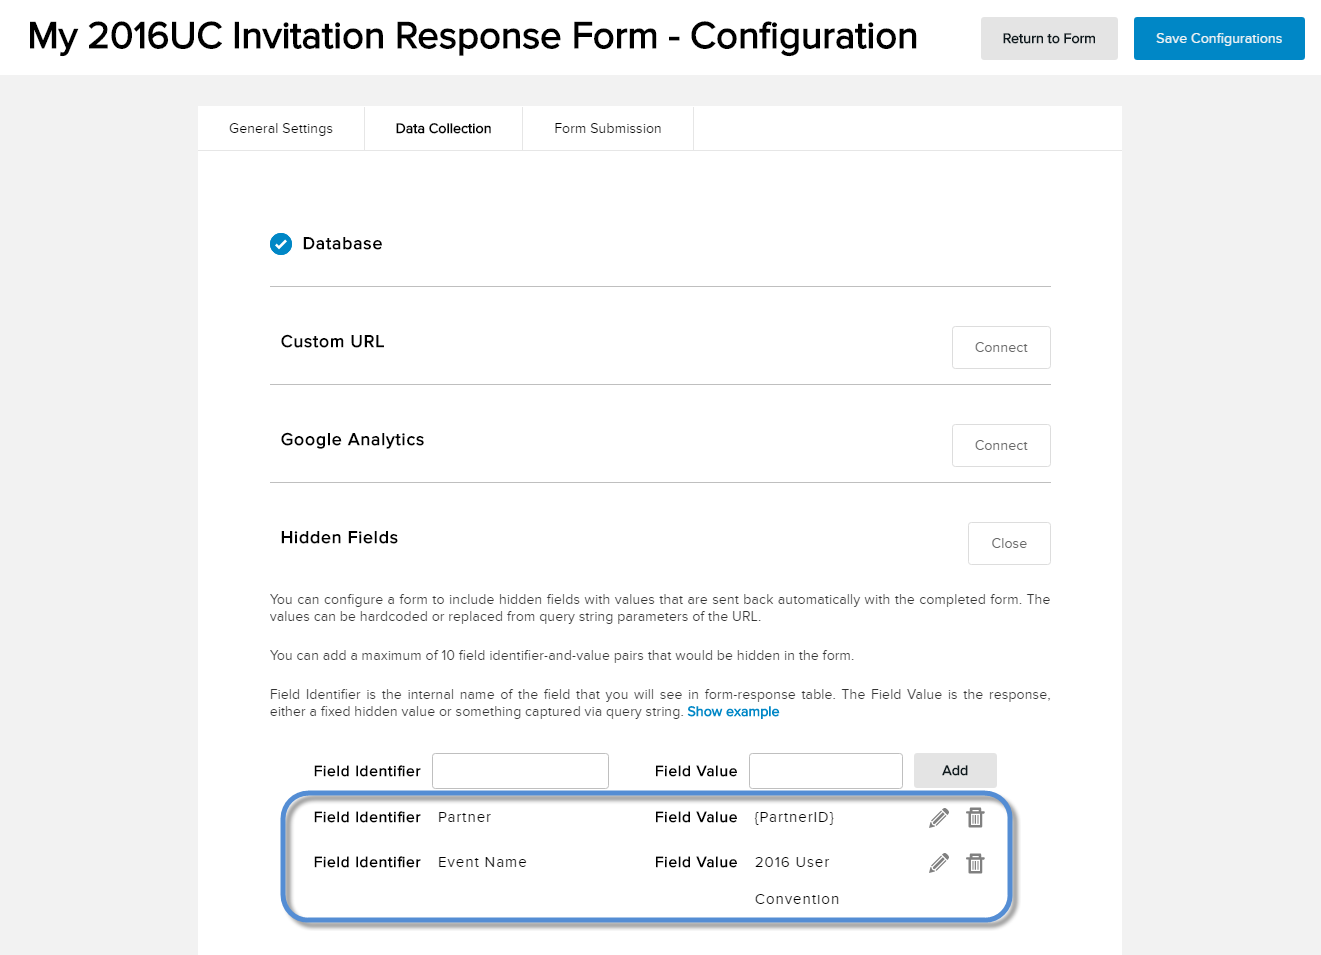 My 2016UC Invitation Response Form - Configuration
Return to Form
Save Configurations
General Settings
Data Collection
Form Submission
Database
Custom URL
Connect
Google Analytics
Connect
Hidden Fields
Close
You can configure a form to include hidden fields with values that are sent back automatically with the completed form. The
values can be hardcoded or replaced from query string parameters of the URL.
You can add a maximum of 10 field identifier-and-value pairs that would be hidden in the form.
Field Identifier is the internal name of the field that you will see in form-response table. The Field Value is the response,
either a fixed hidden value or something captured via query string. Show example
Field Identifier
Field Value
Add
Field Identifier Partner
Field Value {PartnerID}
Field Identifier Event Name
Field Value 2016 User
Convention